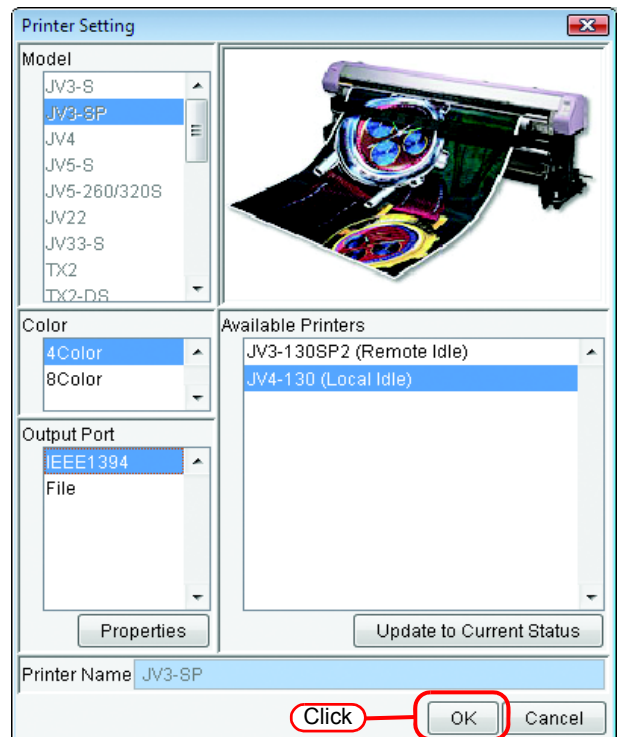 Printer Setting
Model
JV3-S
JV3-SP
JV4
JV5-S
JV5-260/320S
JV22
JV33-S
TX2
TX2-DS
Color
4Color
8Color
Output Port
IEEE1394
File
Properties
Available Printers
JV3-130SP2 (Remote Idle)
JV4-130 (Local Idle)
Update to Current Status
Printer Name JV3-SP
Click
OK
Cancel